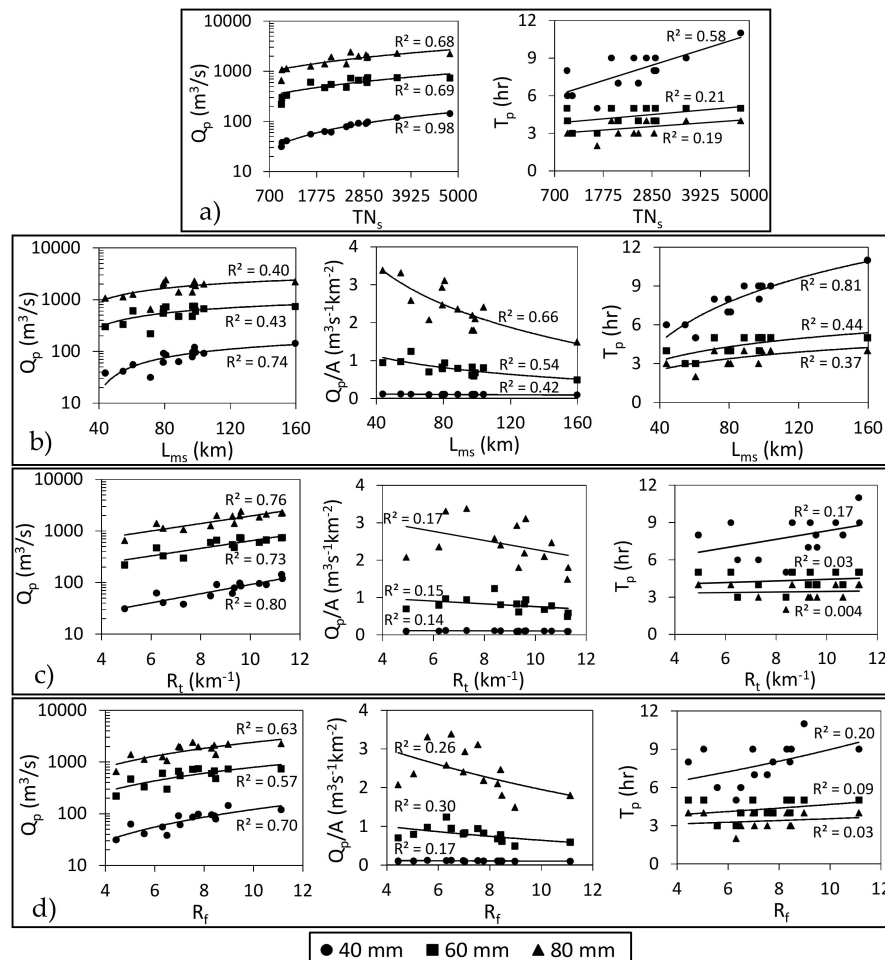 R² = 0.68
R² = 0.69
R² = 0.98
10000
1000
100
10
Qp (m³/s)
700 1775 2850 3925 5000
TNs
R² = 0.58
R² = 0.21
R² = 0.19
12
9
6
3
0
Tp (hr)
700 1775 2850 3925 5000
TNs
a)
R² = 0.40
R² = 0.43
R² = 0.74
10000
1000
100
10
Qp (m³/s)
40 80 120 160
Lms (km)
R² = 0.66
R² = 0.54
R² = 0.42
4
3
2
1
0
Qp/A (m³s⁻¹km⁻²)
40 80 120 160
Lms (km)
R² = 0.81
R² = 0.44
R² = 0.37
12
9
6
3
0
Tp (hr)
40 80 120 160
Lms (km)
b)
R² = 0.76
R² = 0.73
R² = 0.80
10000
1000
100
10
Qp (m³/s)
4 6 8 10 12
Rt (km⁻¹)
R² = 0.17
R² = 0.15
R² = 0.14
4
3
2
1
0
Qp/A (m³s⁻¹km⁻²)
4 6 8 10 12
Rt (km⁻¹)
R² = 0.17
R² = 0.03
R² = 0.004
12
9
6
3
0
Tp (hr)
4 6 8 10 12
Rt (km⁻¹)
c)
R² = 0.63
R² = 0.57
R² = 0.70
10000
1000
100
10
Qp (m³/s)
4 6 8 10 12
Rf
R² = 0.26
R² = 0.30
R² = 0.17
4
3
2
1
0
Qp/A (m³s⁻¹km⁻²)
4 6 8 10 12
Rf
R² = 0.20
R² = 0.09
R² = 0.03
12
9
6
3
0
Tp (hr)
4 6 8 10 12
Rf
d)
40 mm 60 mm 80 mm